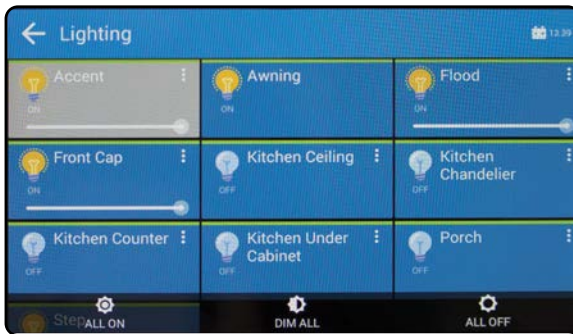 Lighting
13.39
Accent
ON
Awning
ON
Flood
ON
Front Cap
ON
Kitchen Ceiling
OFF
Kitchen
Chandelier
OFF
Kitchen Counter
OFF
Kitchen Under
Cabinet
OFF
Porch
OFF
Step
ALL ON
DIM ALL
ALL OFF